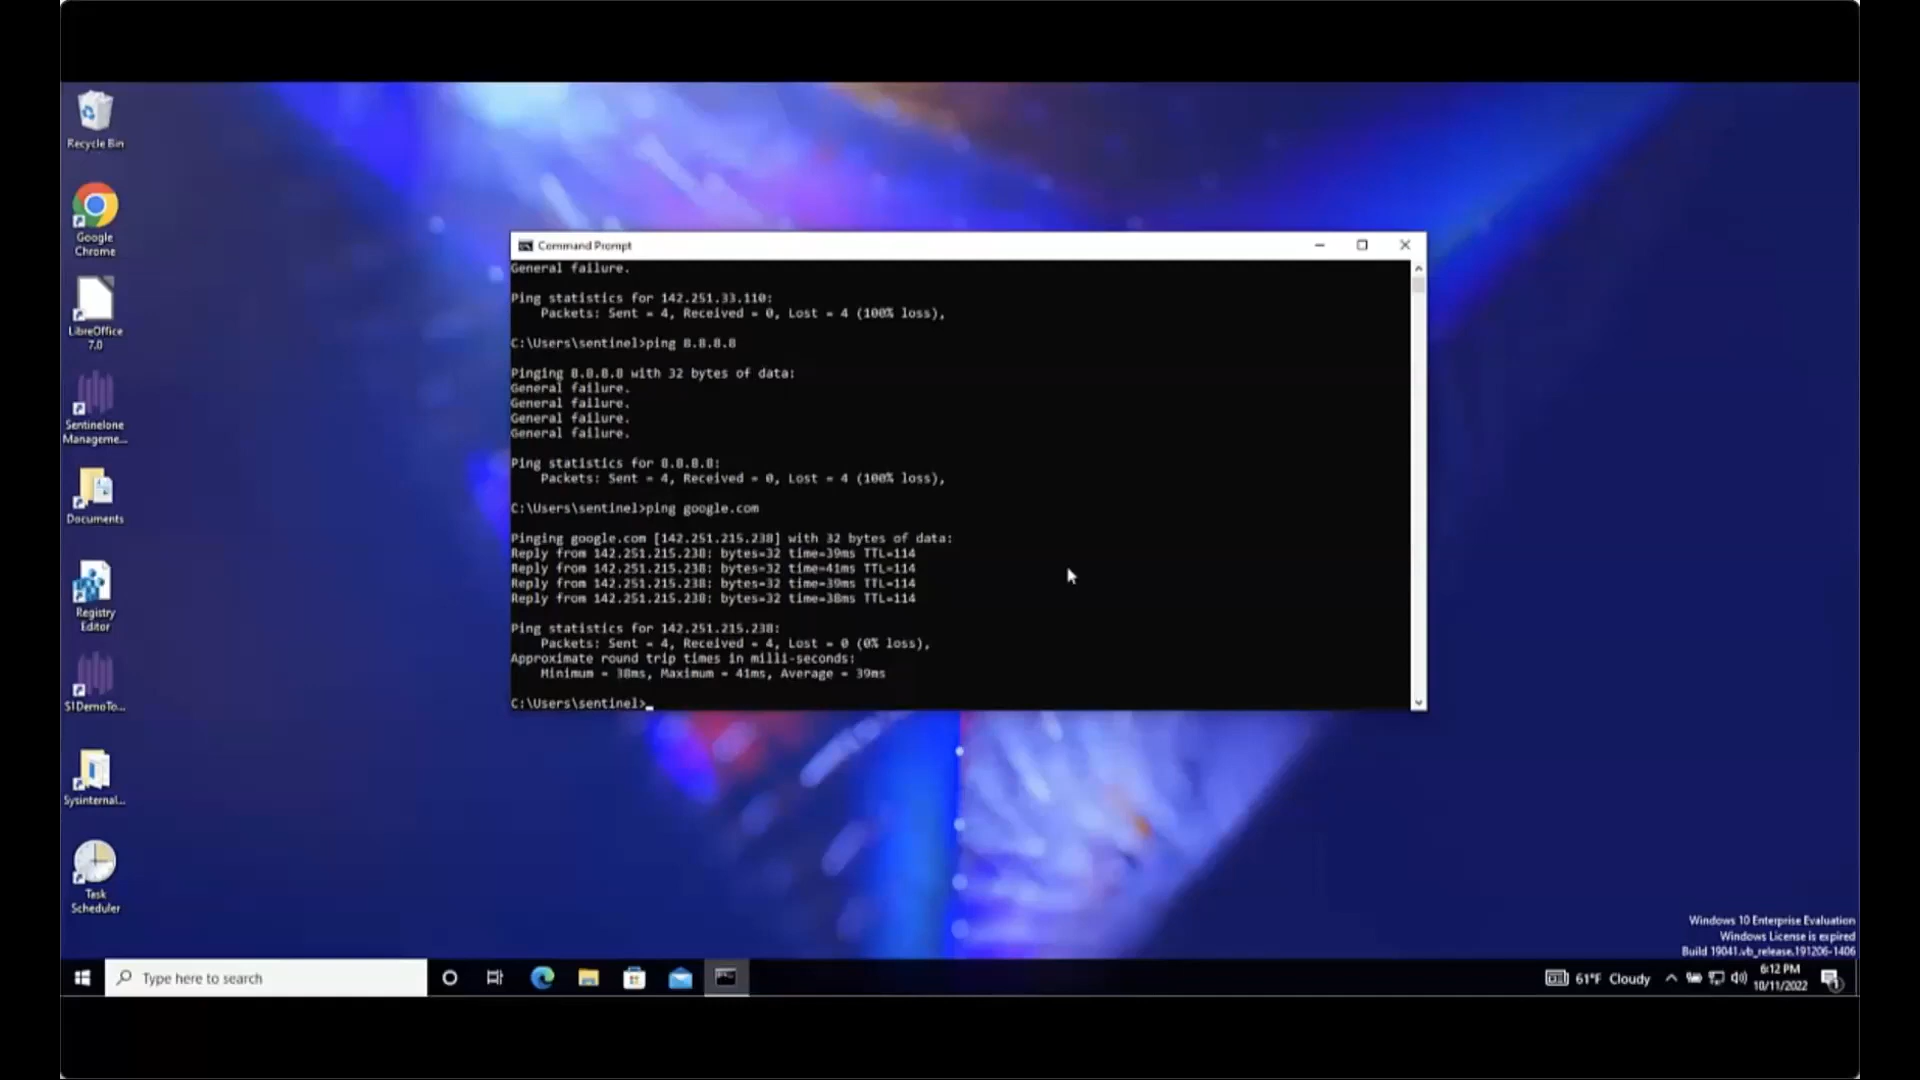 Recycle Bin
Google
Chrome
LibreOffice
7.0
Sentinelone
Manageme...
Documents
Registry
Editor
S1DemoTo...
Sysinternal...
Task
Scheduler
Command Prompt
General failure.
Ping statistics for 142.251.33.110:
Packets: Sent = 4, Received = 0, Lost = 4 (100% loss),
C:\Users\sentinel>ping 8.8.8.8
Pinging 8.8.8.8 with 32 bytes of data:
General failure.
General failure.
General failure.
General failure.
Ping statistics for 8.8.8.8:
Packets: Sent = 4, Received = 0, Lost = 4 (100% loss),
C:\Users\sentinel>ping google.com
Pinging google.com [142.251.215.238] with 32 bytes of data:
Reply from 142.251.215.238: bytes=32 time=39ms TTL=114
Reply from 142.251.215.238: bytes=32 time=41ms TTL=114
Reply from 142.251.215.238: bytes=32 time=39ms TTL=114
Reply from 142.251.215.238: bytes=32 time=38ms TTL=114
Ping statistics for 142.251.215.238:
Packets: Sent = 4, Received = 4, Lost = 0 (0% loss),
Approximate round trip times in milli-seconds:
Minimum = 38ms, Maximum = 41ms, Average = 39ms
C:\Users\sentinel>
Windows 10 Enterprise Evaluation
Windows License is expired
Build 19041.vb_release.191206-1406
Type here to search
61°F Cloudy
6:12 PM
10/11/2022
1